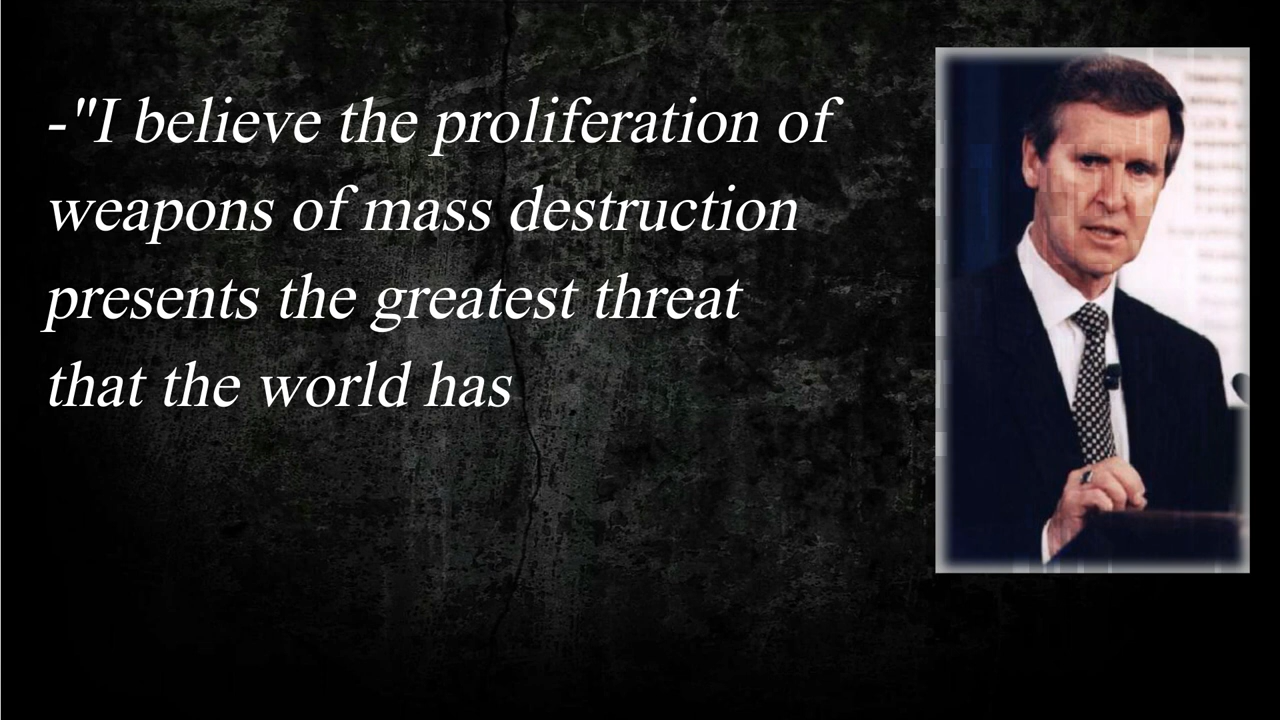 -"I believe the proliferation of
weapons of mass destruction
presents the greatest threat
that the world has